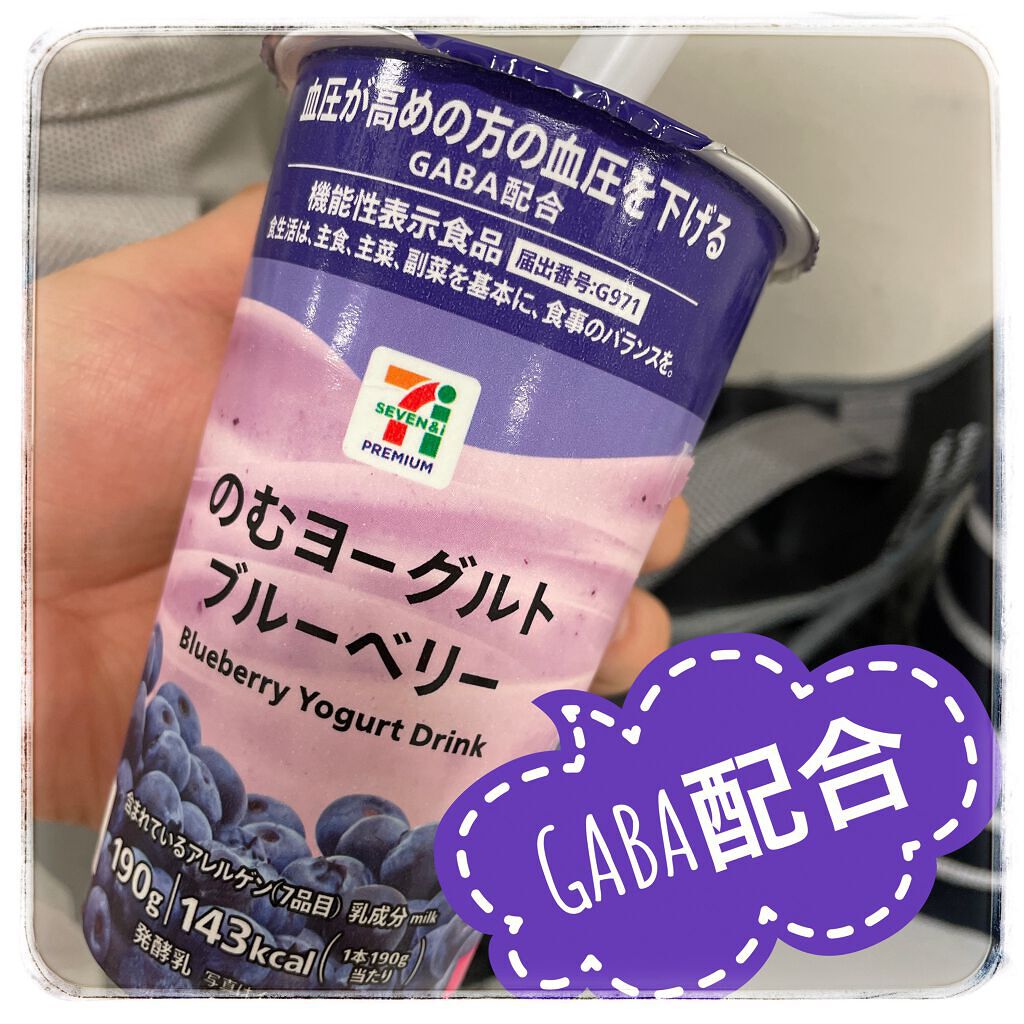 血圧が高めの方の血圧を下げる
GABA配合
機能性表示食品 届出番号:G971
食生活は、主食、主菜、副菜を基本に、食事のバランスを。
7i
SEVEN&i
PREMIUM
のむヨーグルト
ブルーベリー
Blueberry Yogurt Drink
含まれているアレルゲン(7品目) 乳成分 milk
190g 143kcal (1本190g当たり)
発酵乳 写真は
GABA配合